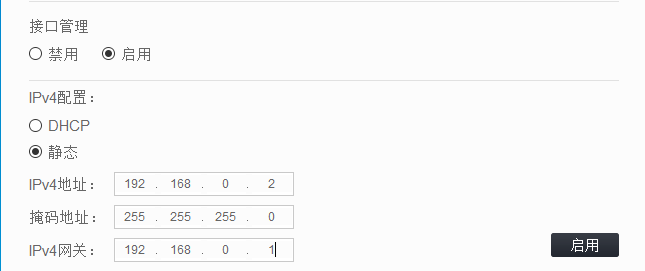 接口管理
禁用 启用
IPv4配置：
DHCP
静态
IPv4地址： 192 . 168 . 0 . 2
掩码地址： 255 . 255 . 255 . 0
IPv4网关： 192 . 168 . 0 . 1
启用